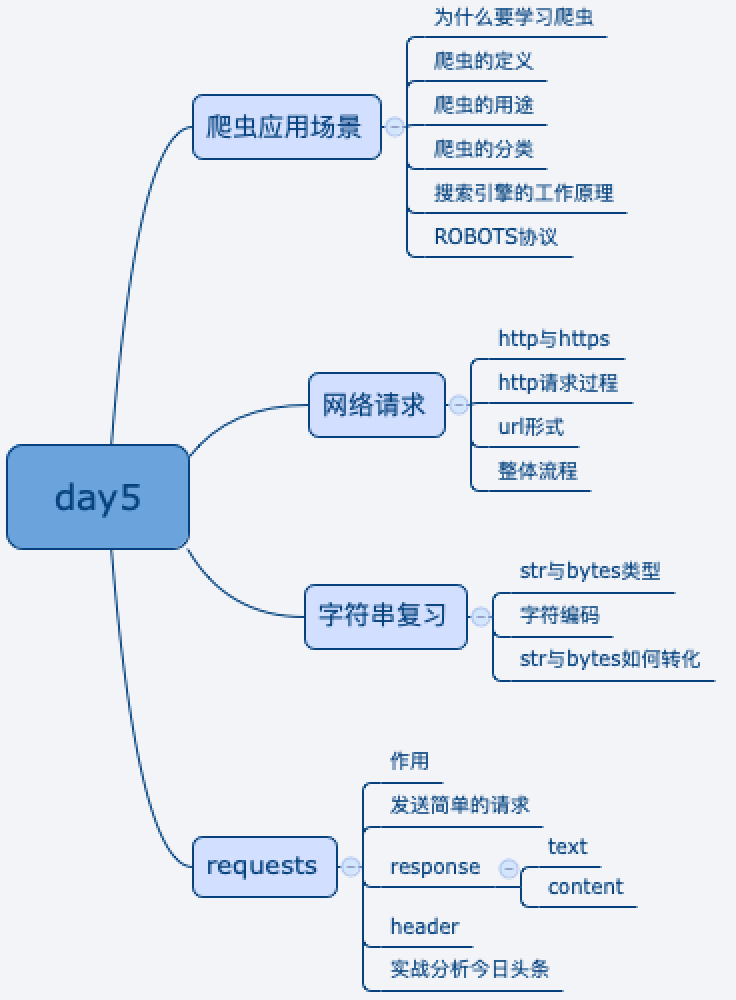 day5
爬虫应用场景
为什么要学习爬虫
爬虫的定义
爬虫的用途
爬虫的分类
搜索引擎的工作原理
ROBOTS协议
网络请求
http与https
http请求过程
url形式
整体流程
字符串复习
str与bytes类型
字符编码
str与bytes如何转化
requests
作用
发送简单的请求
response
text
content
header
实战分析今日头条